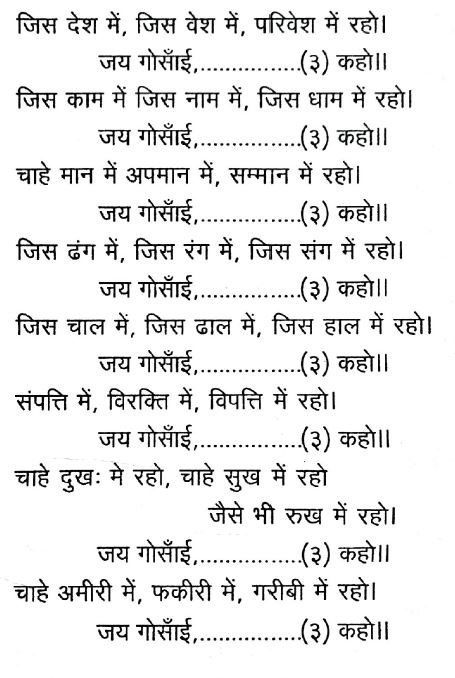 जिस देश में, जिस वेश में, परिवेश में रहो।
जय गोसाँई,.................(३) कहो।।
जिस काम में जिस नाम में, जिस धाम में रहो।
जय गोसाँई,.................(३) कहो।।
चाहे मान में अपमान में, सम्मान में रहो।
जय गोसाँई,.................(३) कहो।।
जिस ढंग में, जिस रंग में, जिस संग में रहो।
जय गोसाँई,.................(३) कहो।।
जिस चाल में, जिस ढाल में, जिस हाल में रहो।
जय गोसाँई,.................(३) कहो।।
संपत्ति में, विरक्ति में, विपत्ति में रहो।
जय गोसाँई,.................(३) कहो।।
चाहे दुखः मे रहो, चाहे सुख में रहो
जैसे भी रुख में रहो।
जय गोसाँई,.................(३) कहो।।
चाहे अमीरी में, फकीरी में, गरीबी में रहो।
जय गोसाँई,.................(३) कहो।।